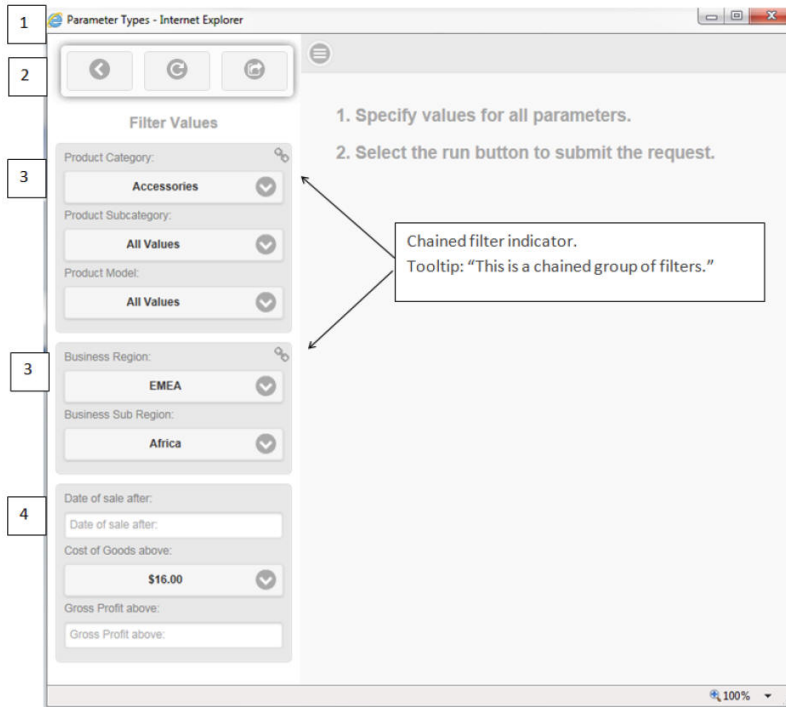 1
Parameter Types - Internet Explorer
2
Filter Values
1. Specify values for all parameters.
2. Select the run button to submit the request.
3
Product Category:
Accessories
Product Subcategory:
All Values
Product Model:
All Values
Chained filter indicator.
Tooltip: “This is a chained group of filters.”
3
Business Region:
EMEA
Business Sub Region:
Africa
4
Date of sale after:
Date of sale after:
Cost of Goods above:
$16.00
Gross Profit above:
Gross Profit above:
100%